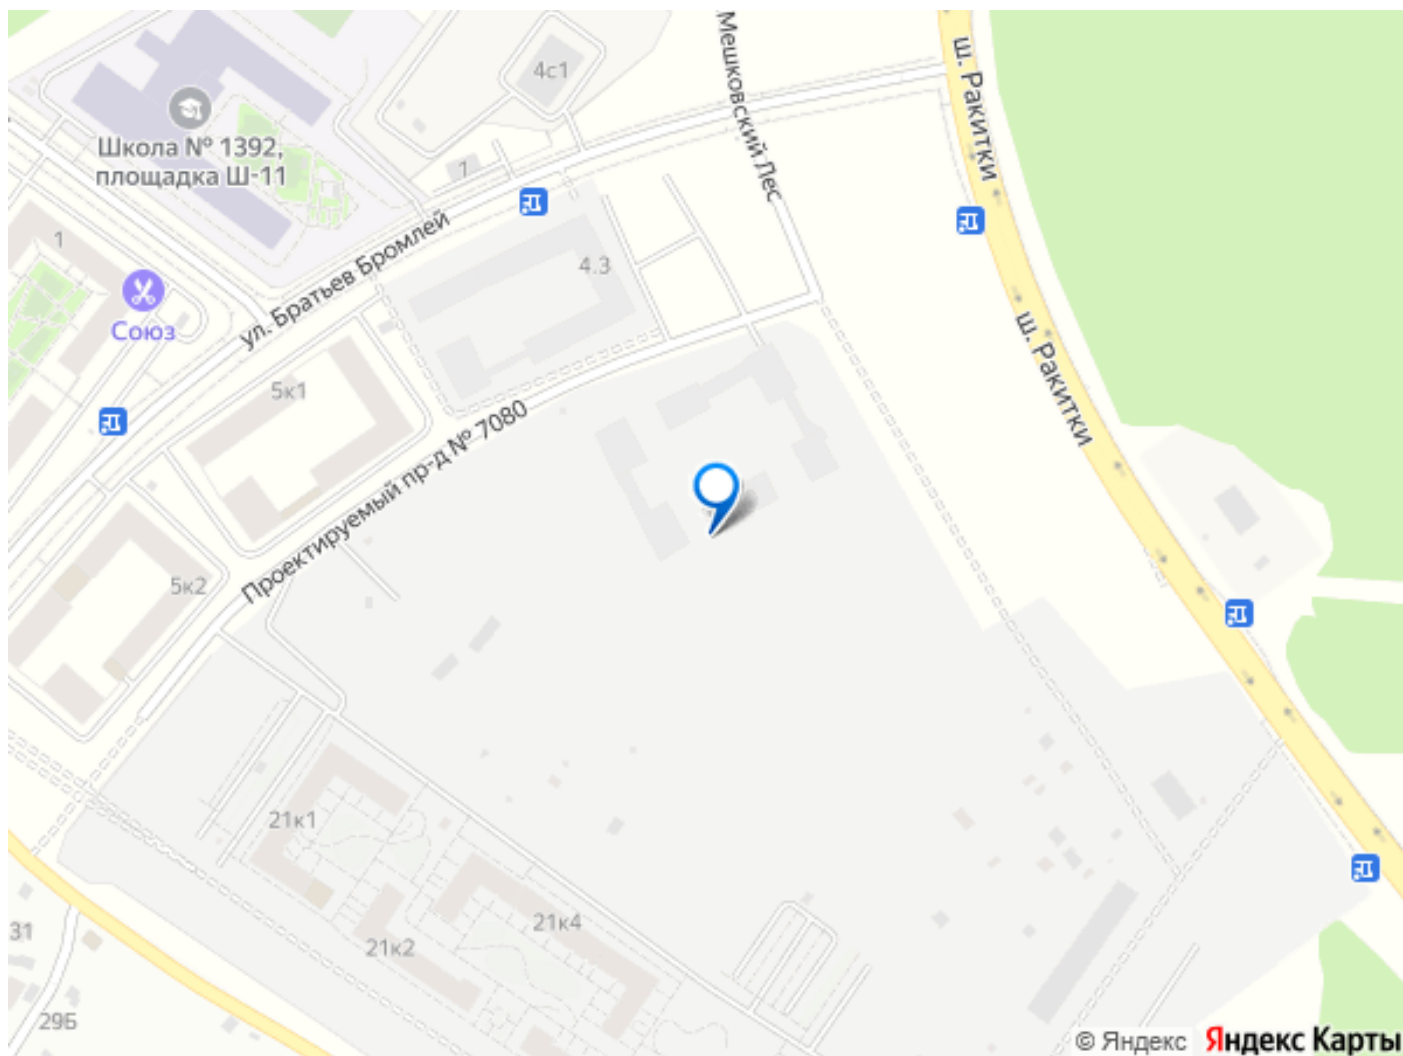 ш. Ракитки
Мешковский Лес
4с1
Школа № 1392,
площадка Ш-11
1
ул. Братьев Бромлей
1
4.3
Союз
ш. Ракитки
5к1
Проектируемый пр-д № 7080
5к2
21к1
21к4
21к2
31
29Б
© Яндекс Яндекс Карты